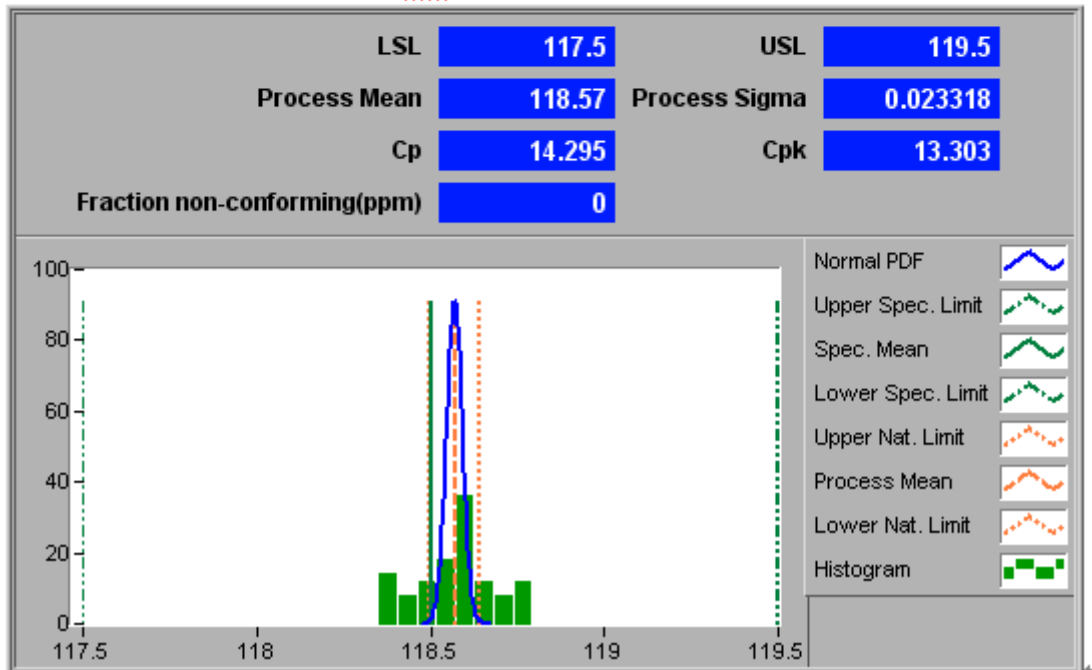 LSL 117.5 USL 119.5
Process Mean 118.57 Process Sigma 0.023318
Cp 14.295 Cpk 13.303
Fraction non-conforming(ppm) 0
100
80
60
40
20
0
117.5 118 118.5 119 119.5
Normal PDF
Upper Spec. Limit
Spec. Mean
Lower Spec. Limit
Upper Nat. Limit
Process Mean
Lower Nat. Limit
Histogram